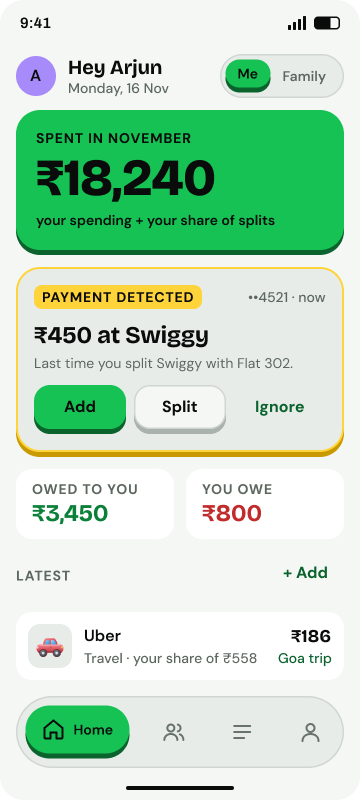 9:41
A
Hey Arjun
Monday, 16 Nov
Me
Family
SPENT IN NOVEMBER
₹18,240
your spending + your share of splits
PAYMENT DETECTED
••4521 · now
₹450 at Swiggy
Last time you split Swiggy with Flat 302.
Add
Split
Ignore
OWED TO YOU
₹3,450
YOU OWE
₹800
LATEST
+ Add
Uber
₹186
Travel · your share of ₹558
Goa trip
Home